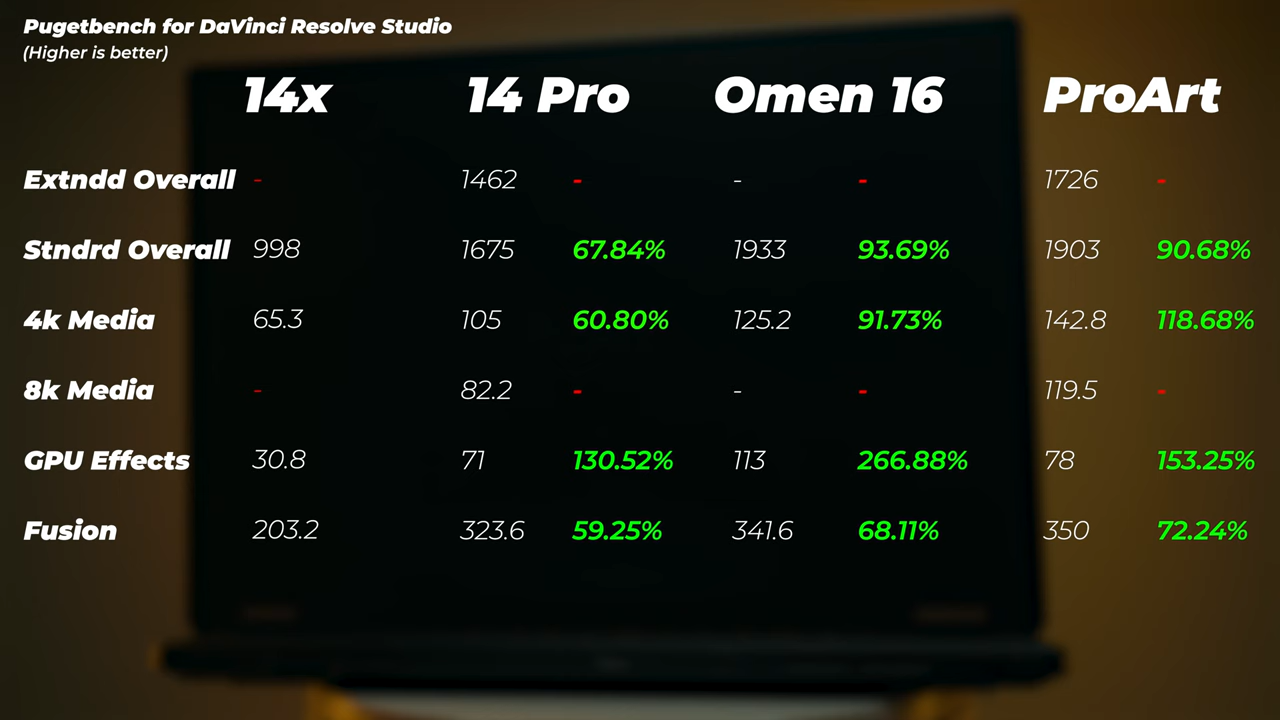 Pugetbench for DaVinci Resolve Studio
(Higher is better)
14x 14 Pro Omen 16 ProArt
Extndd Overall - 1462 - - - 1726 -
Stndrd Overall 998 1675 67.84% 1933 93.69% 1903 90.68%
4k Media 65.3 105 60.80% 125.2 91.73% 142.8 118.68%
8k Media - 82.2 - - - 119.5 -
GPU Effects 30.8 71 130.52% 113 266.88% 78 153.25%
Fusion 203.2 323.6 59.25% 341.6 68.11% 350 72.24%